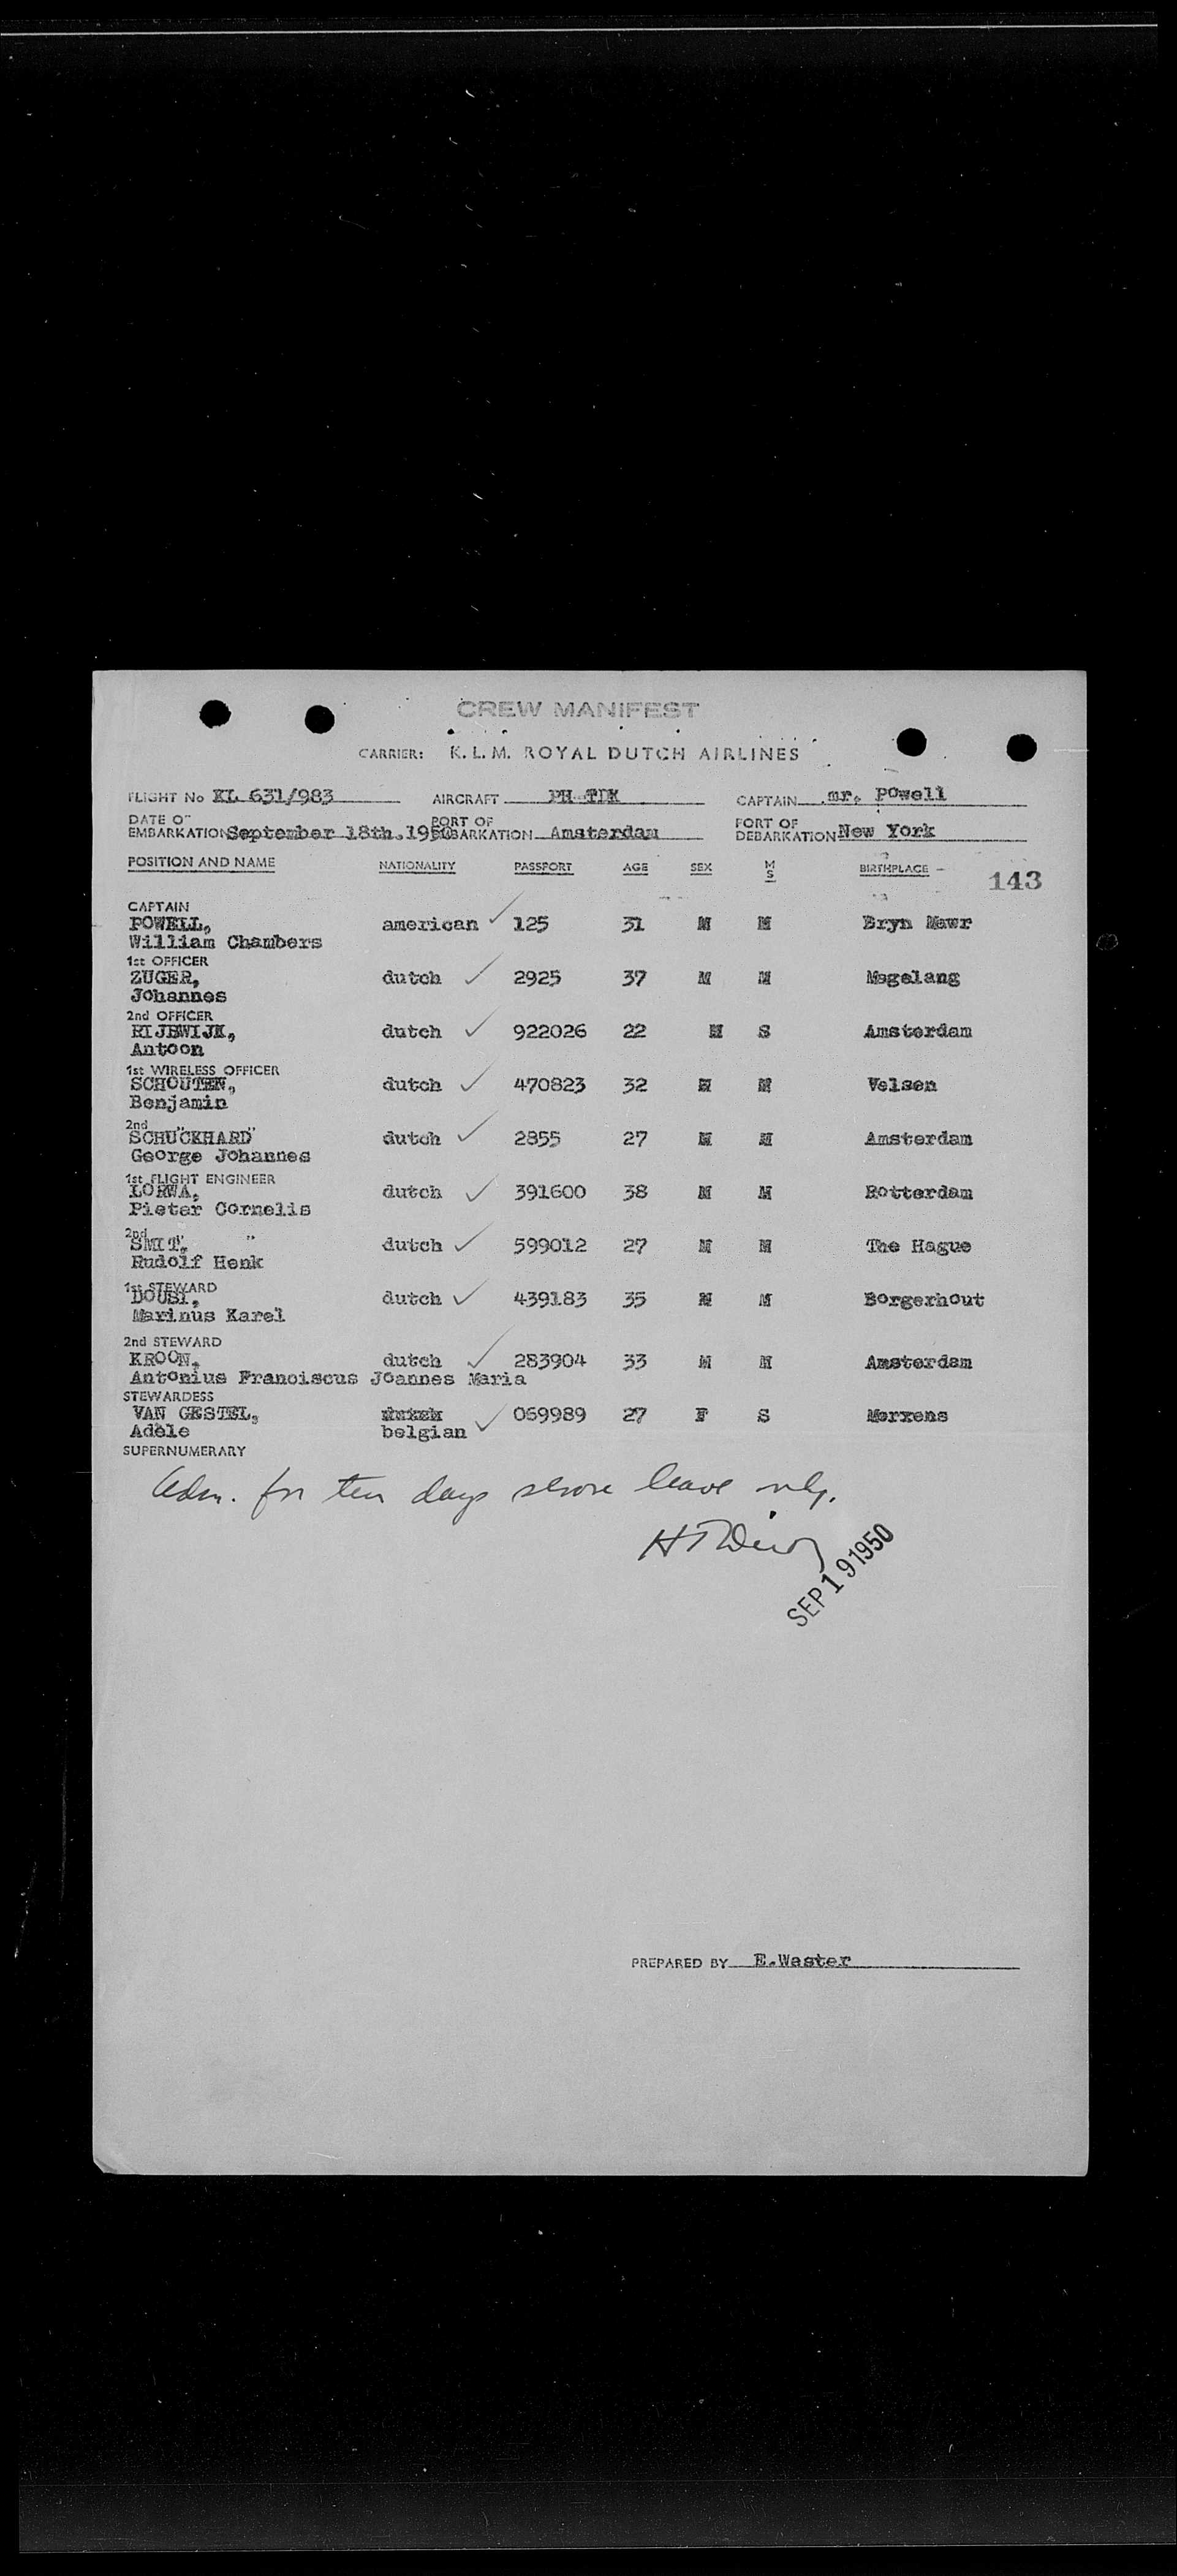 CREW MANIFEST
CARRIER: K.L.M. ROYAL DUTCH AIRLINES
FLIGHT No KL 631/983 AIRCRAFT PH-TDK CAPTAIN mr. Powell
DATE OF PORT OF PORT OF
EMBARKATION September 18th.1950 EMBARKATION Amsterdam DEBARKATION New York
POSITION AND NAME NATIONALITY PASSPORT AGE SEX M S BIRTHPLACE 143
CAPTAIN
POWELL, american 125 31 M M Bryn Mawr
William Chambers
1st OFFICER
ZUGER, dutch 2925 37 M M Magelang
Johannes
2nd OFFICER
dutch 922026 22 M S Amsterdam
Antoon
1st WIRELESS OFFICER
SCHOUTEN, dutch 470823 32 M M Velsen
Benjamin
2nd " "
SCHUCKHARD dutch 2855 27 M M Amsterdam
George Johannes
1st FLIGHT ENGINEER
dutch 391600 38 M M Rotterdam
Pieter Cornelis
2nd " "
SMIT, dutch 599012 27 M M The Hague
Rudolf Henk
1st STEWARD
dutch 439183 35 M M Borgerhout
Marinus Karel
2nd STEWARD
KROON, dutch 283904 33 M M Amsterdam
Antonius Franciscus Joannes Maria
STEWARDESS
VAN GESTEL, dutch 069989 27 F S Merxens
Adèle belgian
SUPERNUMERARY
Adm. for ten days shore leave only.
SEP 19 1950
PREPARED BY E.Waster